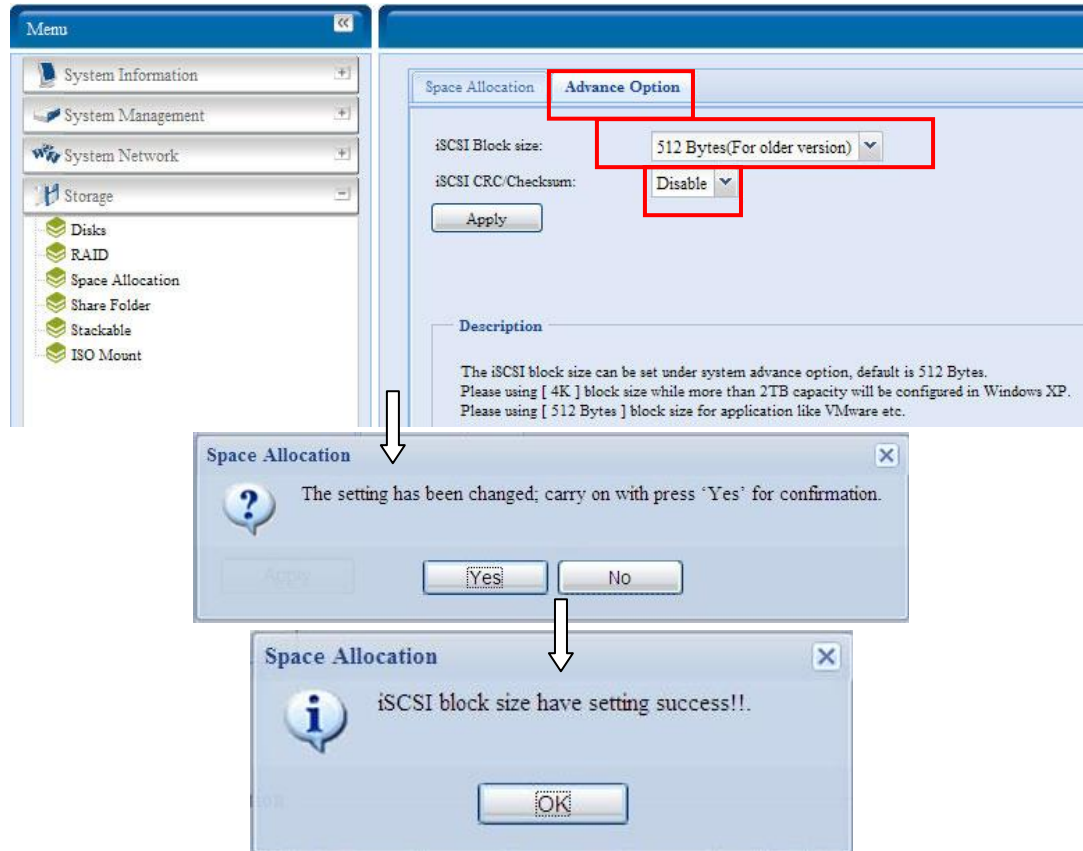 Menu
System Information
System Management
System Network
Storage
Disks
RAID
Space Allocation
Share Folder
Stackable
ISO Mount
Space Allocation Advance Option
iSCSI Block size: 512 Bytes(For older version)
iSCSI CRC/Checksum: Disable
Apply
Description
The iSCSI block size can be set under system advance option, default is 512 Bytes.
Please using [ 4K ] block size while more than 2TB capacity will be configured in Windows XP.
Please using [ 512 Bytes ] block size for application like VMware etc.
Space Allocation
The setting has been changed; carry on with press ‘Yes’ for confirmation.
Apply
Yes No
Space Allocation
iSCSI block size have setting success!!.
OK